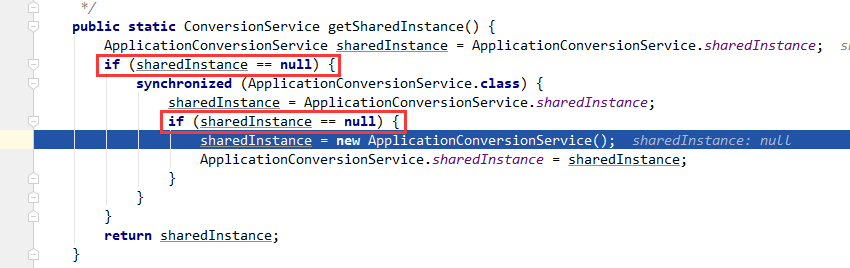 */
public static ConversionService getSharedInstance() {
ApplicationConversionService sharedInstance = ApplicationConversionService.sharedInstance;
if (sharedInstance == null) {
synchronized (ApplicationConversionService.class) {
sharedInstance = ApplicationConversionService.sharedInstance;
if (sharedInstance == null) {
sharedInstance = new ApplicationConversionService(); sharedInstance: null
ApplicationConversionService.sharedInstance = sharedInstance;
}
}
}
return sharedInstance;
}